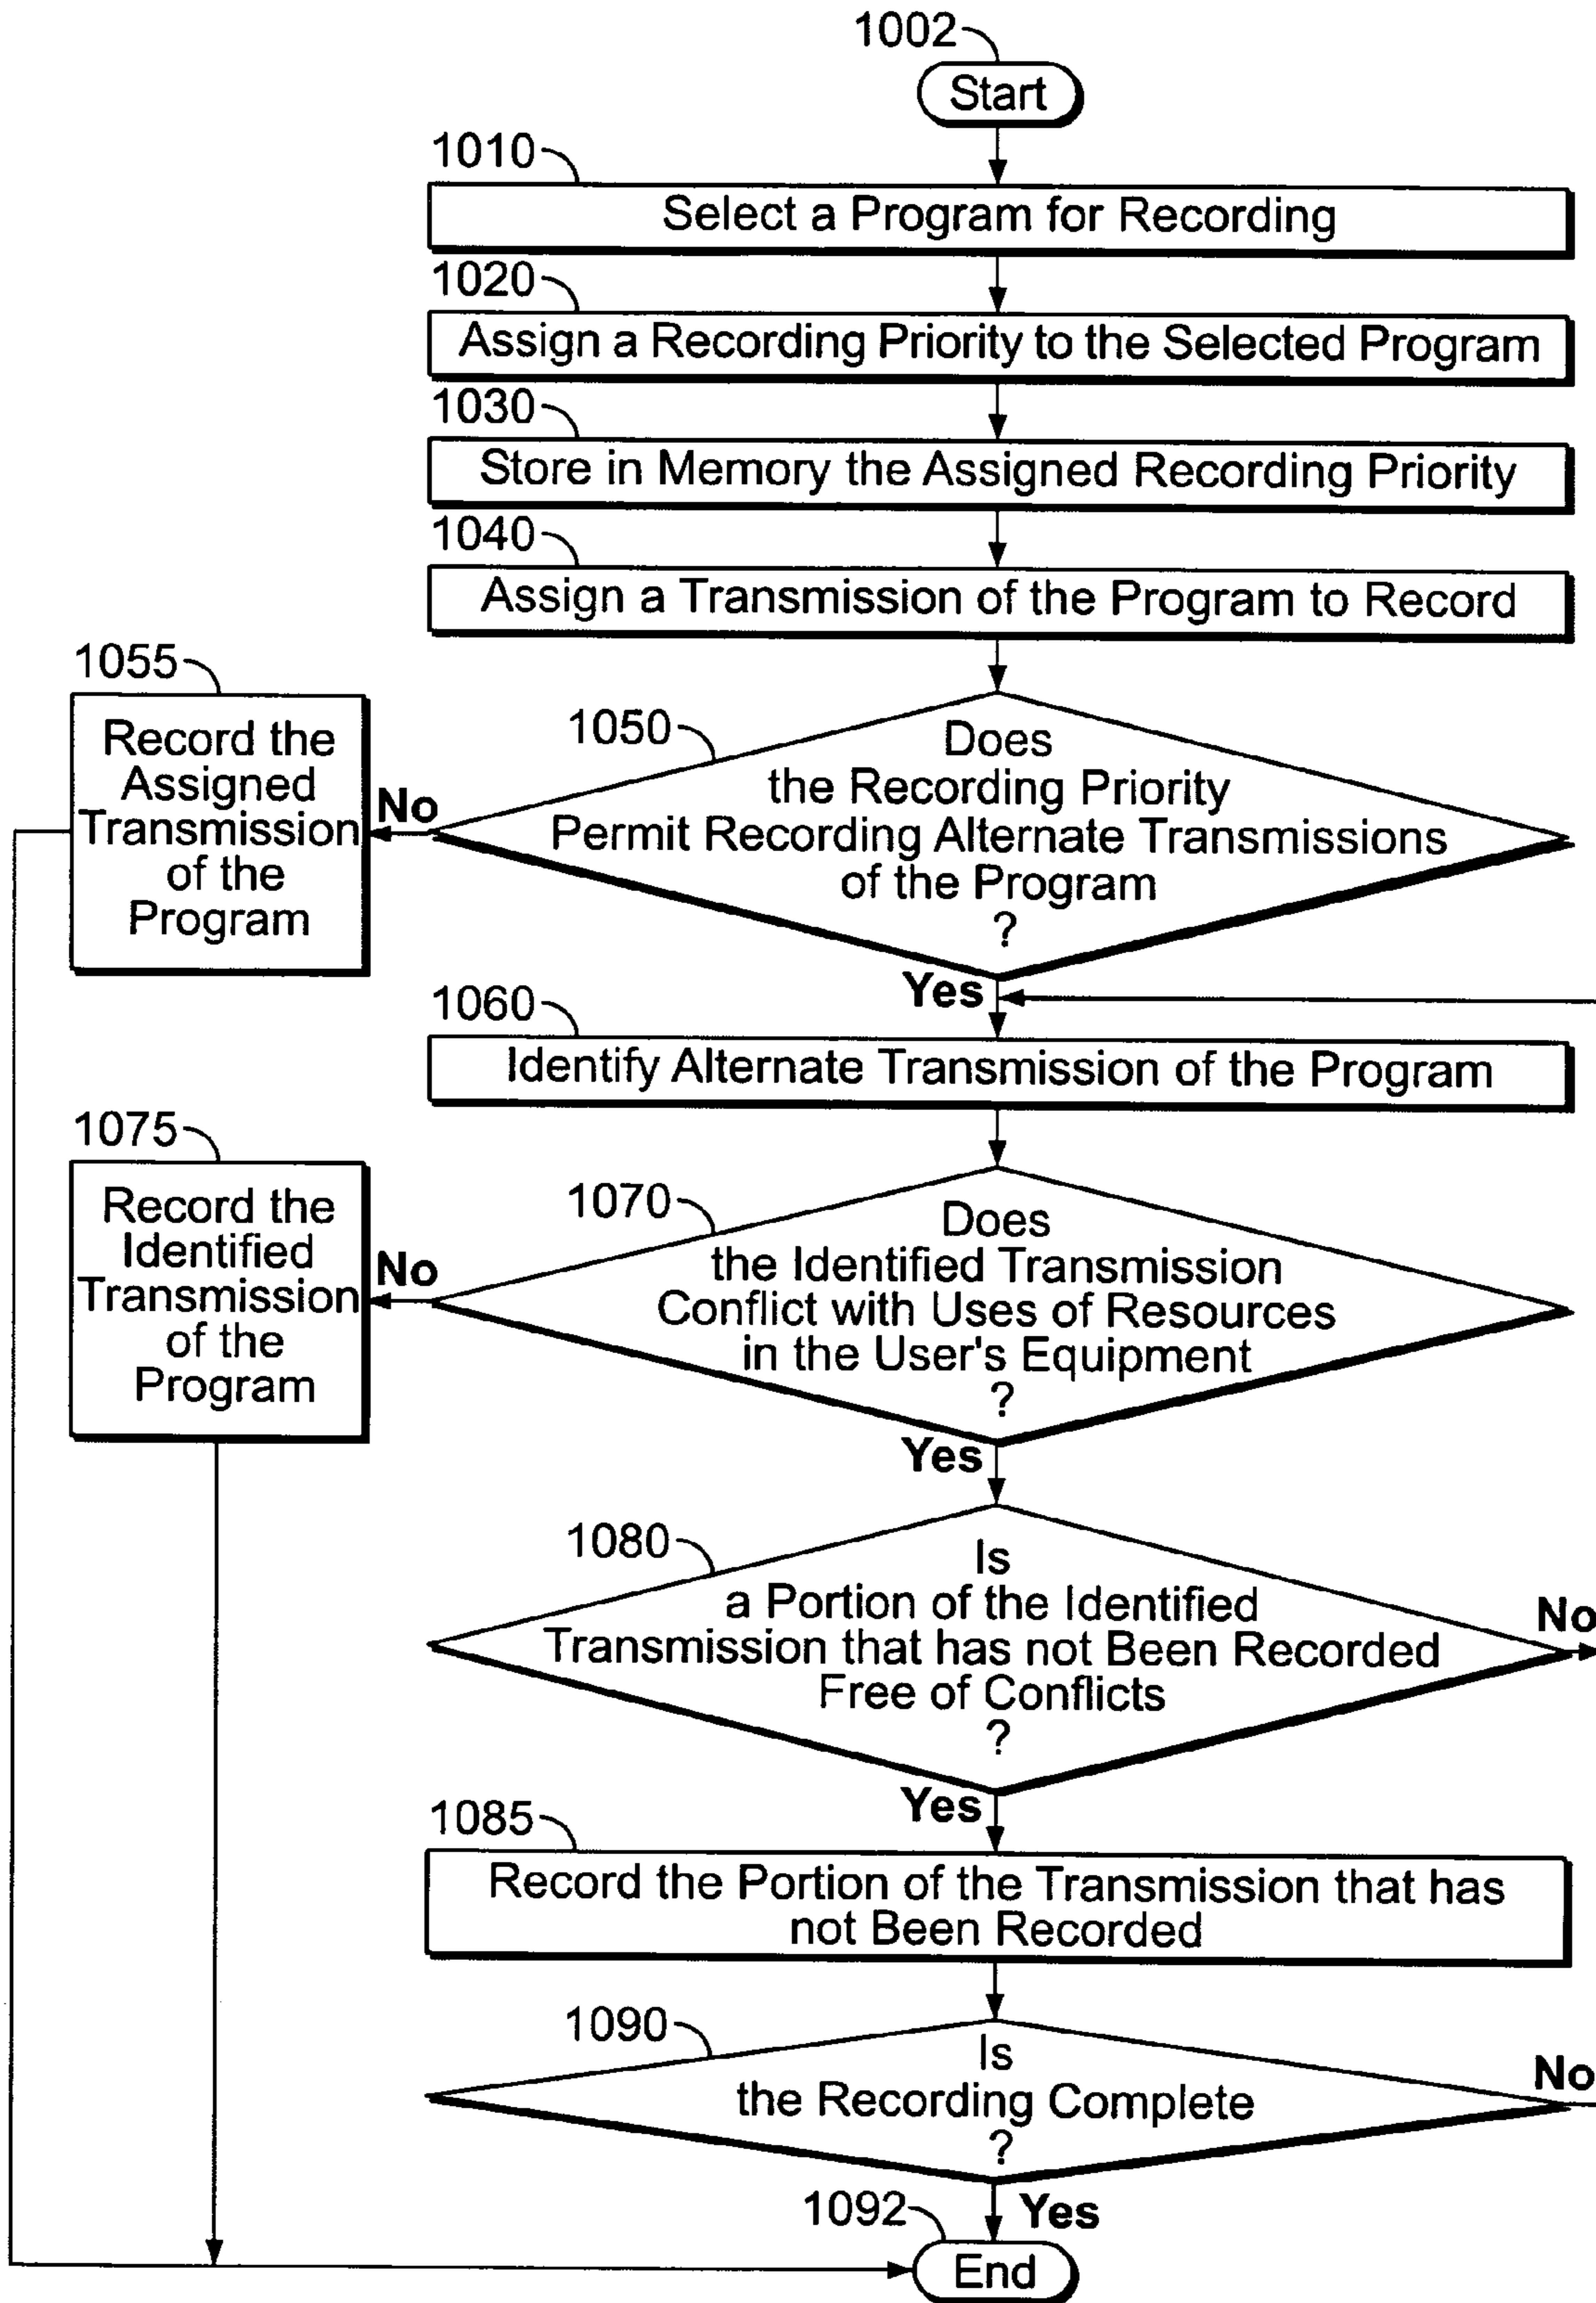 1002
Start
1010
Select a Program for Recording
1020
Assign a Recording Priority to the Selected Program
1030
Store in Memory the Assigned Recording Priority
1040
Assign a Transmission of the Program to Record
1055
Record the
Assigned
Transmission
of the
Program
No
1050
Does
the Recording Priority
Permit Recording Alternate Transmissions
of the Program
?
Yes
1060
Identify Alternate Transmission of the Program
1075
Record the
Identified
Transmission
of the
Program
No
1070
Does
the Identified Transmission
Conflict with Uses of Resources
in the User's Equipment
?
Yes
1080
Is
a Portion of the Identified
Transmission that has not Been Recorded
Free of Conflicts
?
No
Yes
1085
Record the Portion of the Transmission that has
not Been Recorded
1090
Is
the Recording Complete
?
No
Yes
1092
End